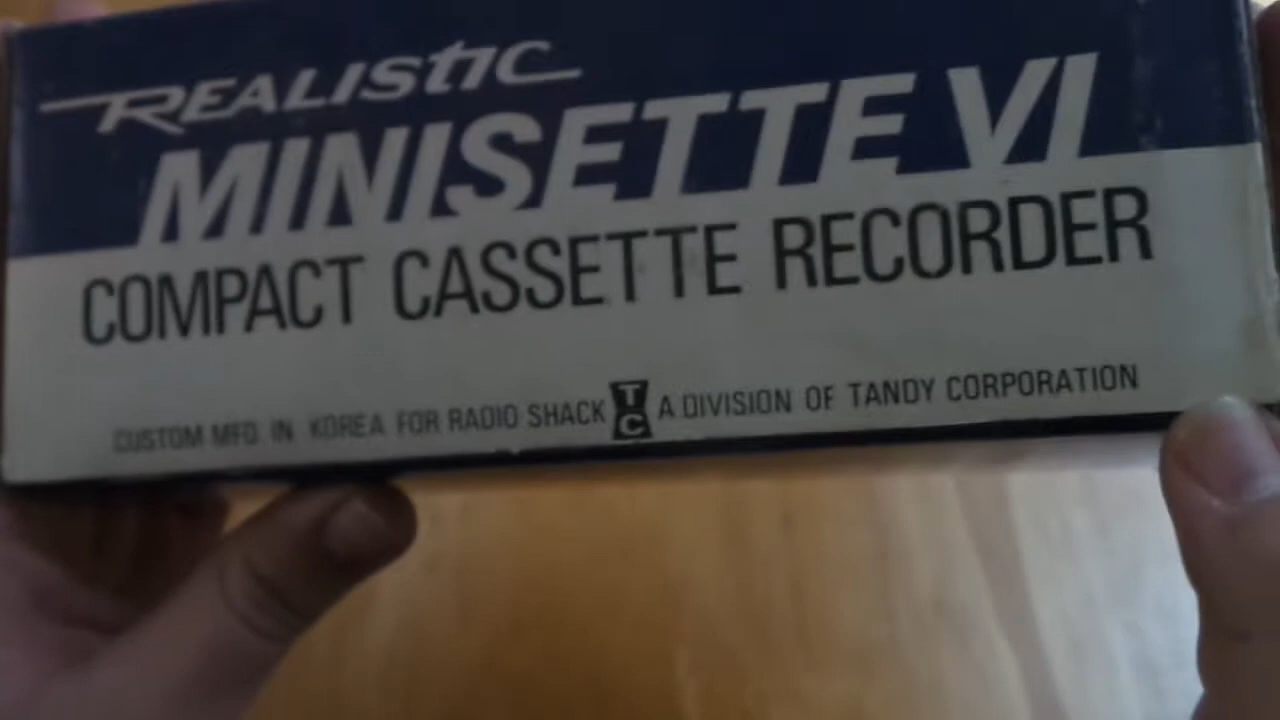 REALISTIC
MINISETTE VI
COMPACT CASSETTE RECORDER
CUSTOM MFD IN KOREA FOR RADIO SHACK TC A DIVISION OF TANDY CORPORATION